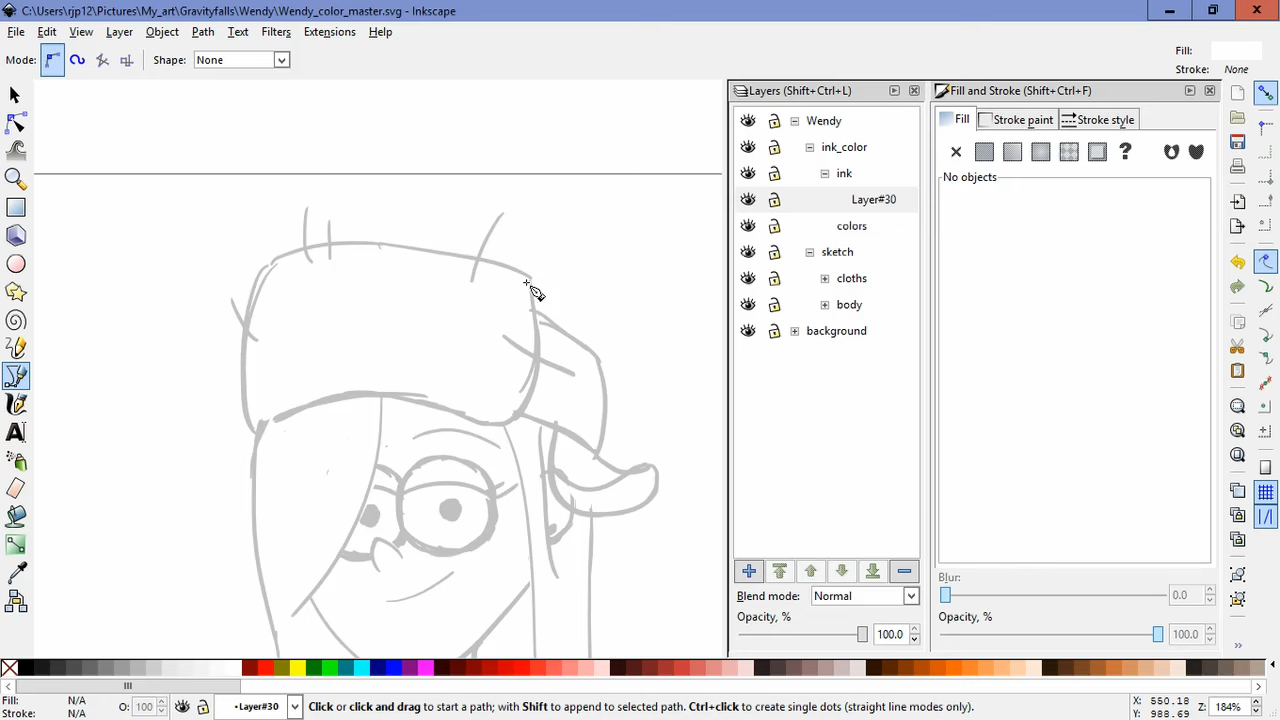 C:\Users\rjp12\Pictures\My_art\Gravityfalls\Wendy\Wendy_color_master.svg - Inkscape
File Edit View Layer Object Path Text Filters Extensions Help
Mode: Shape: None
Fill:
Stroke: None
Layers (Shift+Ctrl+L)
Wendy
ink_color
ink
Layer#30
colors
sketch
cloths
body
background
Blend mode: Normal
Opacity, %
100.0
Fill and Stroke (Shift+Ctrl+F)
Fill Stroke paint Stroke style
?
No objects
Blur:
0.0
Opacity, %
100.0
Fill: N/A
Stroke: N/A
O: 100
•Layer#30
Click or click and drag to start a path; with Shift to append to selected path. Ctrl+click to create single dots (straight line modes only).
X: 550.18
Y: 988.69
Z: 184%